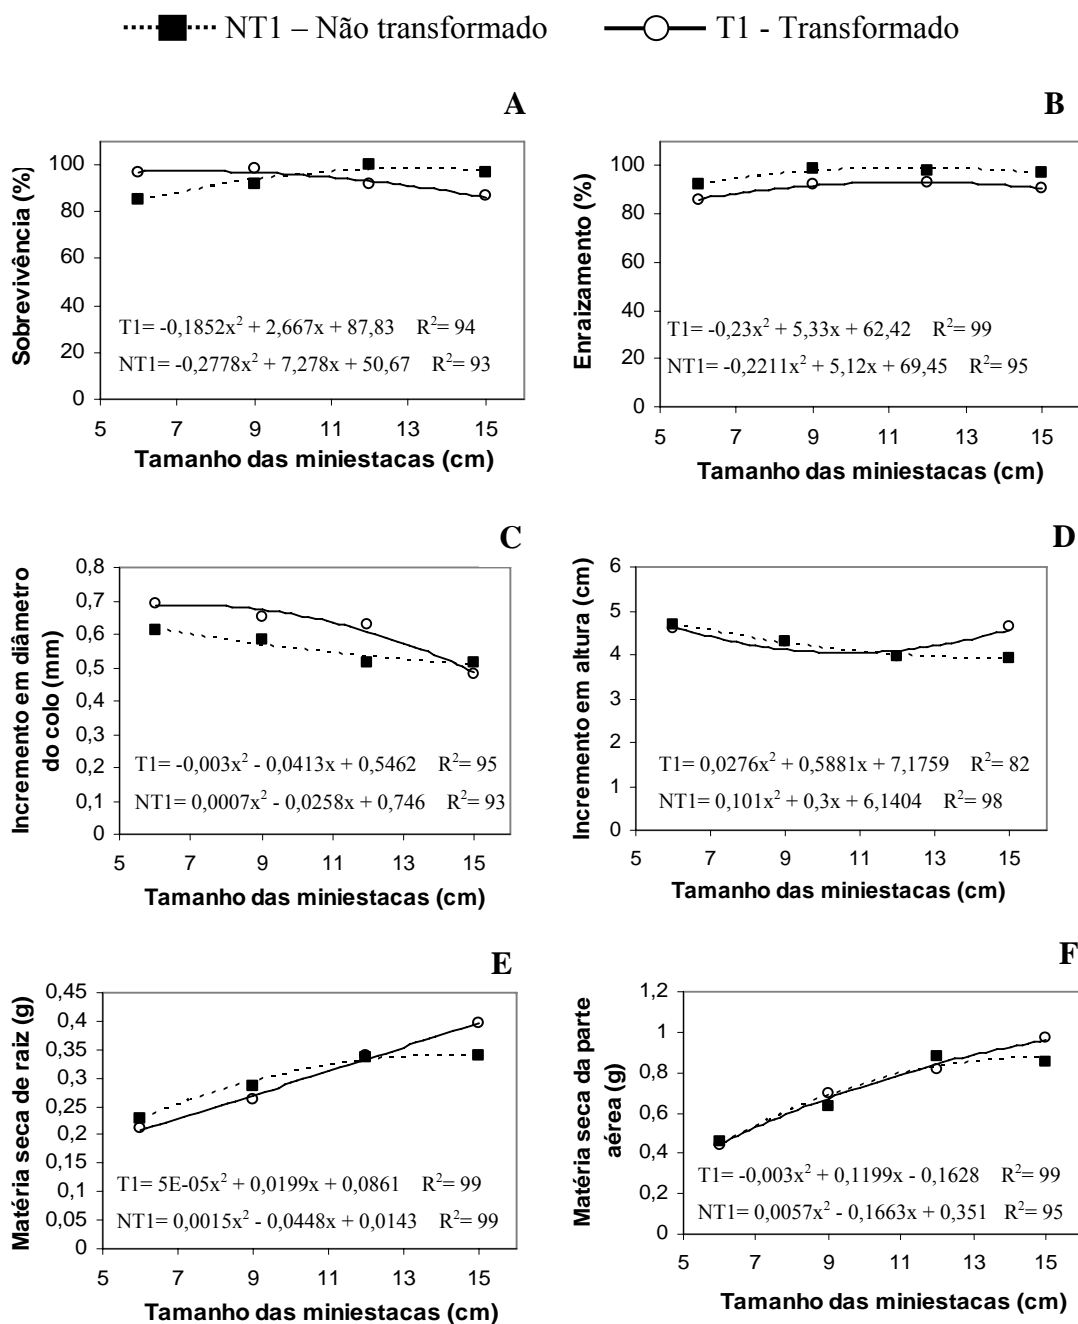 NT1 – Não transformado
T1 - Transformado
A
Sobrevivência (%)
100
80
60
40
20
0
T1= -0,1852x² + 2,667x + 87,83 R²= 94
NT1= -0,2778x² + 7,278x + 50,67 R²= 93
5 7 9 11 13 15
Tamanho das miniestacas (cm)
B
Enraizamento (%)
100
80
60
40
20
0
T1= -0,23x² + 5,33x + 62,42 R²= 99
NT1= -0,2211x² + 5,12x + 69,45 R²= 95
5 7 9 11 13 15
Tamanho das miniestacas (cm)
C
Incremento em diâmetro
do colo (mm)
0,8
0,7
0,6
0,5
0,4
0,3
0,2
0,1
0
T1= -0,003x² - 0,0413x + 0,5462 R²= 95
NT1= 0,0007x² - 0,0258x + 0,746 R²= 93
5 7 9 11 13 15
Tamanho das miniestacas (cm)
D
Incremento em altura (cm)
6
5
4
3
2
1
0
T1= 0,0276x² + 0,5881x + 7,1759 R²= 82
NT1= 0,101x² + 0,3x + 6,1404 R²= 98
5 7 9 11 13 15
Tamanho das miniestacas (cm)
E
Matéria seca de raiz (g)
0,45
0,4
0,35
0,3
0,25
0,2
0,15
0,1
0,05
0
T1= 5E-05x² + 0,0199x + 0,0861 R²= 99
NT1= 0,0015x² - 0,0448x + 0,0143 R²= 99
5 7 9 11 13 15
Tamanho das miniestacas (cm)
F
Matéria seca da parte
aérea (g)
1,2
1
0,8
0,6
0,4
0,2
0
T1= -0,003x² + 0,1199x - 0,1628 R²= 99
NT1= 0,0057x² - 0,1663x + 0,351 R²= 95
5 7 9 11 13 15
Tamanho das miniestacas (cm)